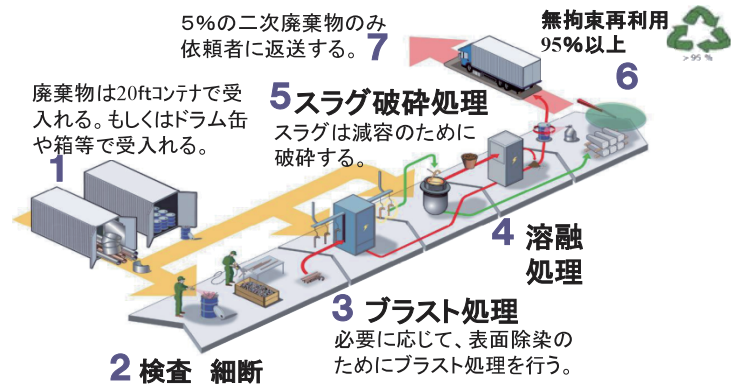 5%の二次廃棄物のみ
依頼者に返送する。
7
無拘束再利用
95%以上
6
> 95 %
廃棄物は20ftコンテナで受
入れる。もしくはドラム缶
や箱等で受入れる。
1
5 スラグ破砕処理
スラグは減容のために
破砕する。
4 溶融
処理
3 ブラスト処理
必要に応じて、表面除染の
ためにブラスト処理を行う。
2 検査 細断